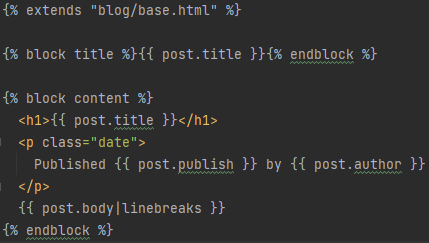 {% extends "blog/base.html" %}
{% block title %}{{ post.title }}{% endblock %}
{% block content %}
<h1>{{ post.title }}</h1>
<p class="date">
Published {{ post.publish }} by {{ post.author }}
</p>
{{ post.body|linebreaks }}
{% endblock %}